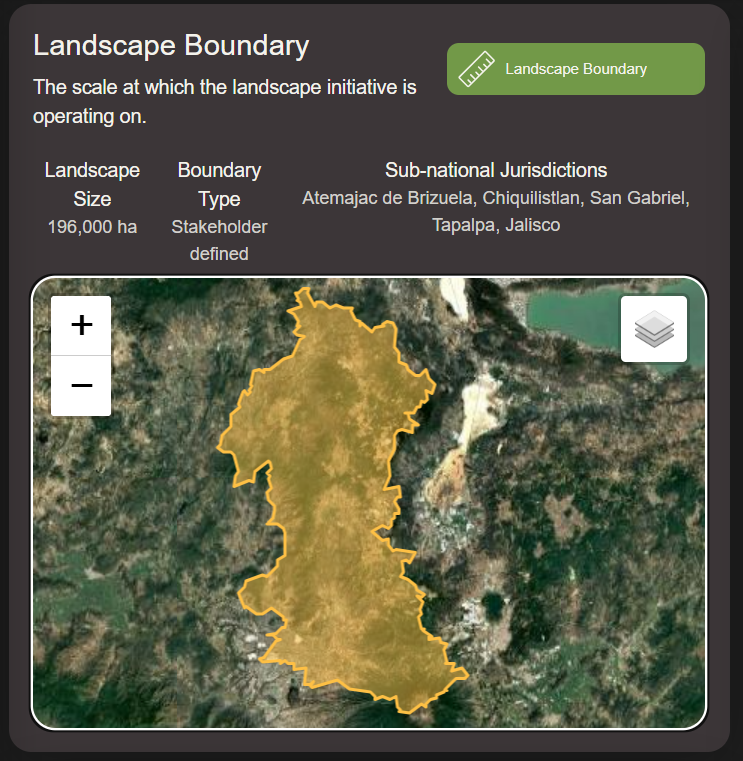 Landscape Boundary
Landscape Boundary
The scale at which the landscape initiative is
operating on.
Landscape
Size
196,000 ha
Boundary
Type
Stakeholder
defined
Sub-national Jurisdictions
Atemajac de Brizuela, Chiquilistlan, San Gabriel,
Tapalpa, Jalisco
+
−